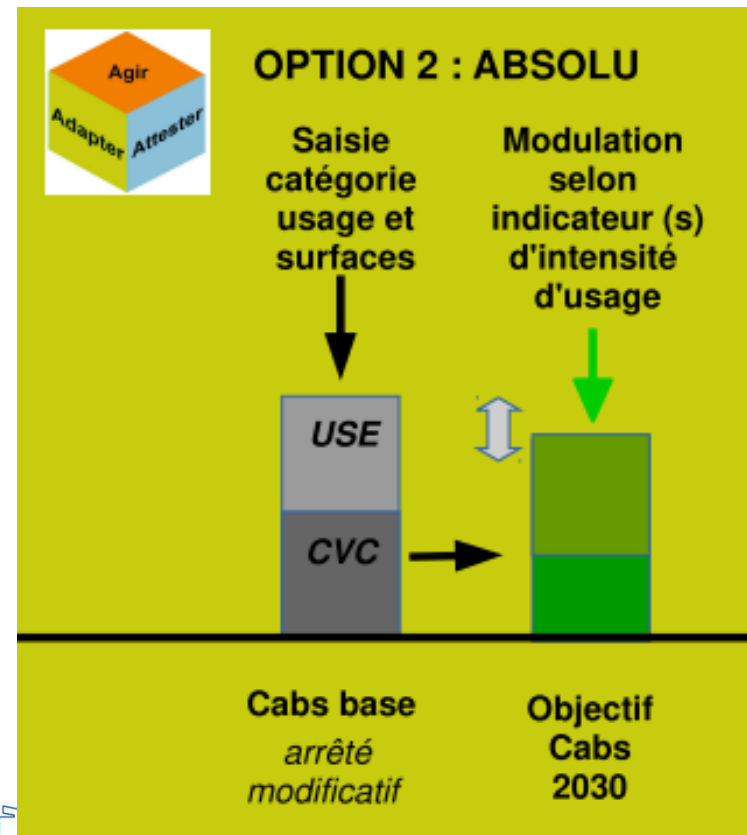 Agir
Adapter
Attester
OPTION 2 : ABSOLU
Saisie
catégorie
usage et
surfaces
Modulation
selon
indicateur (s)
d'intensité
d'usage
USE
CVC
Cabs base
arrêté
modificatif
Objectif
Cabs
2030